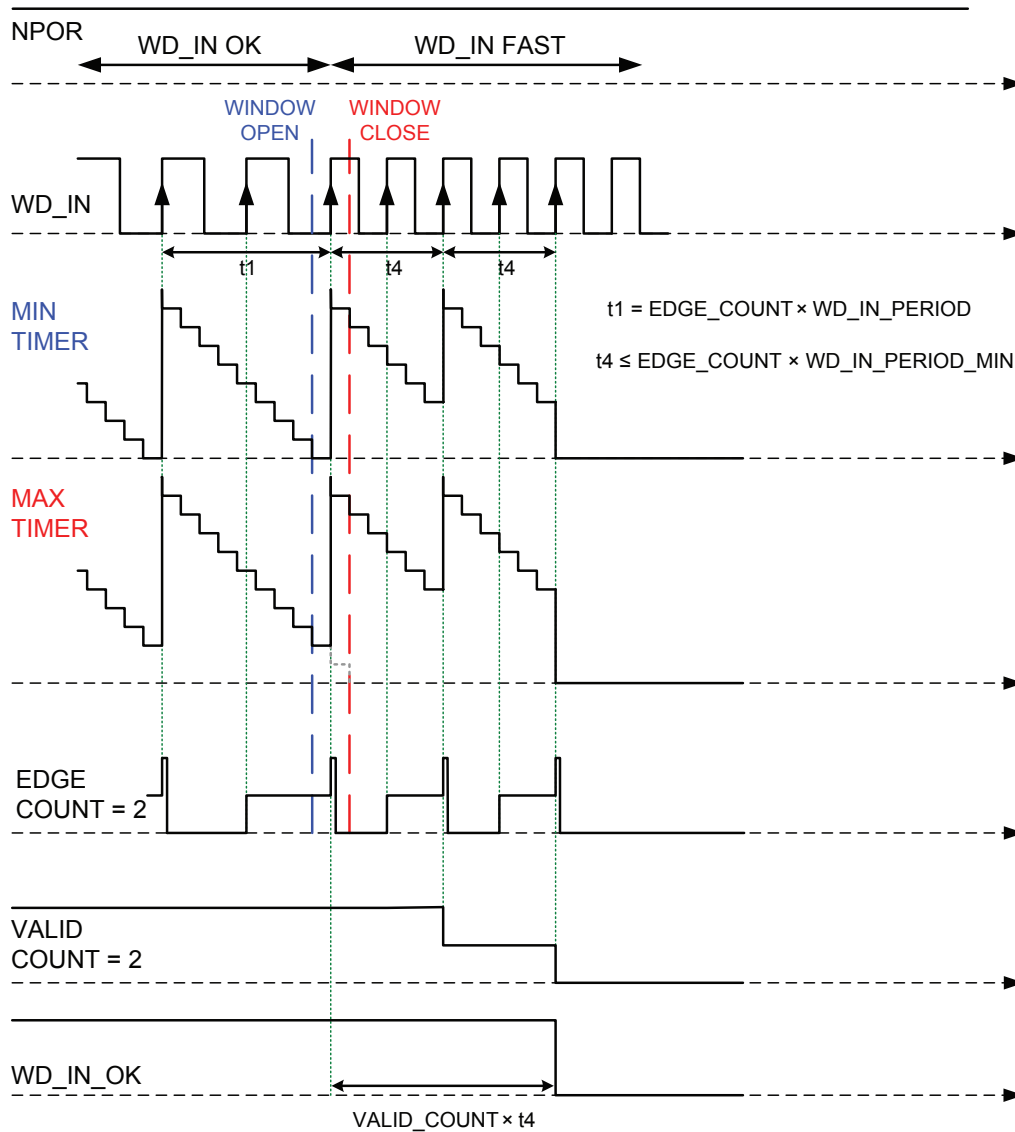 NPOR
WD_IN OK
WD_IN FAST
WINDOW
OPEN
WINDOW
CLOSE
WD_IN
t1
t4
t4
MIN
TIMER
t1 = EDGE_COUNT × WD_IN_PERIOD
t4 ≤ EDGE_COUNT × WD_IN_PERIOD_MIN
MAX
TIMER
EDGE
COUNT = 2
VALID
COUNT = 2
WD_IN_OK
VALID_COUNT × t4